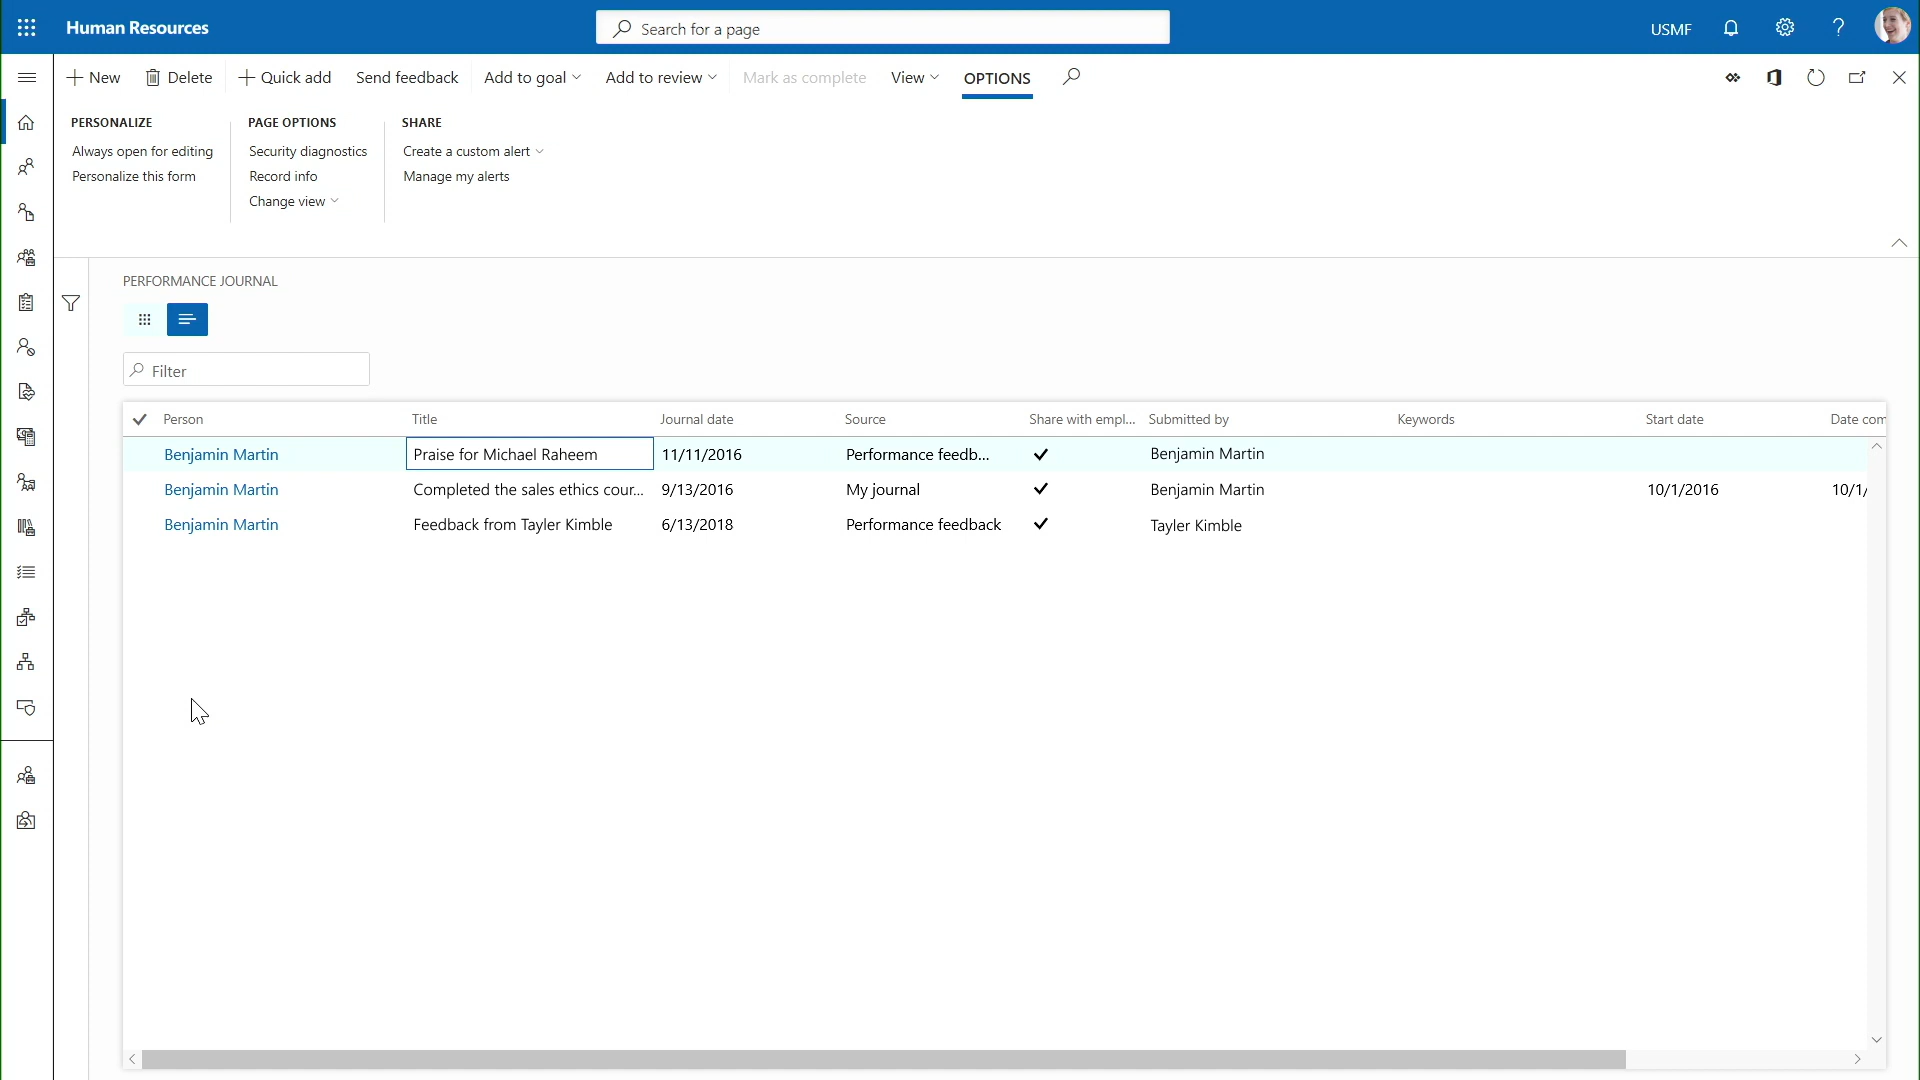 Human Resources
Search for a page
USMF
New
Delete
Quick add
Send feedback
Add to goal
Add to review
Mark as complete
View
OPTIONS
PERSONALIZE
Always open for editing
Personalize this form
PAGE OPTIONS
Security diagnostics
Record info
Change view
SHARE
Create a custom alert
Manage my alerts
PERFORMANCE JOURNAL
Filter
Person Title Journal date Source Share with empl... Submitted by Keywords Start date Date com
Benjamin Martin Praise for Michael Raheem 11/11/2016 Performance feedb... Benjamin Martin
Benjamin Martin Completed the sales ethics cour... 9/13/2016 My journal Benjamin Martin 10/1/2016 10/1/
Benjamin Martin Feedback from Tayler Kimble 6/13/2018 Performance feedback Tayler Kimble